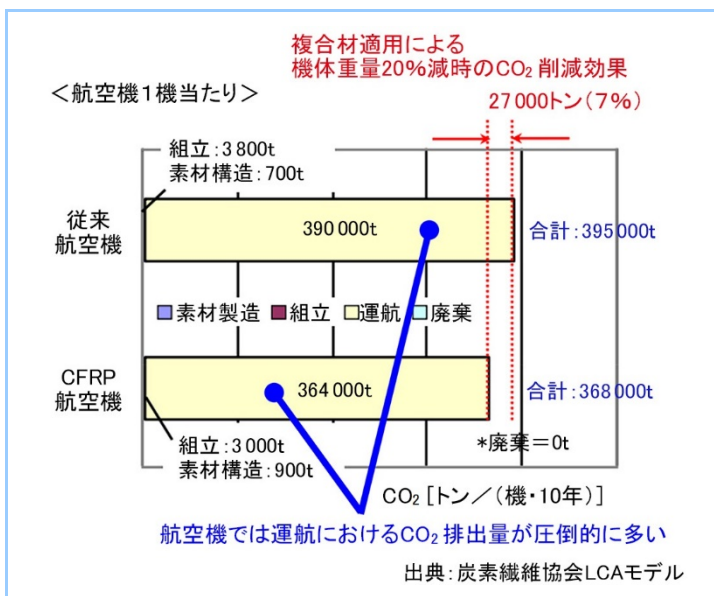 複合材適用による
機体重量20%減時のCO₂ 削減効果
＜航空機1機当たり＞
27 000トン(7%)
組立:3 800t
素材構造:700t
従来
航空機
390 000t
合計:395 000t
素材製造 組立 運航 廃棄
CFRP
航空機
364 000t
合計:368 000t
組立:3 000t
素材構造:900t
*廃棄=0t
CO₂ [トン/(機・10年)]
航空機では運航におけるCO₂ 排出量が圧倒的に多い
出典:炭素繊維協会LCAモデル